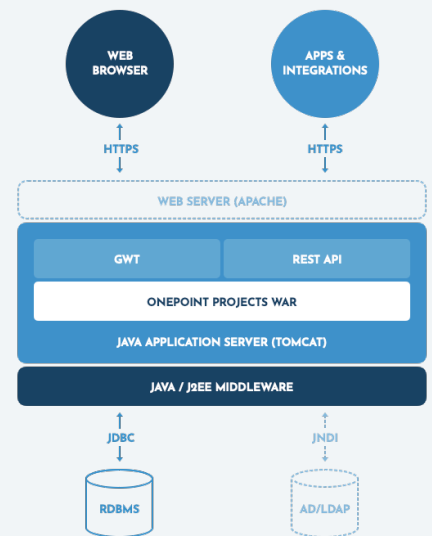 WEB
BROWSER
APPS &
INTEGRATIONS
HTTPS
HTTPS
WEB SERVER (APACHE)
GWT
REST API
ONEPOINT PROJECTS WAR
JAVA APPLICATION SERVER (TOMCAT)
JAVA / J2EE MIDDLEWARE
JDBC
JNDI
RDBMS
AD/LDAP